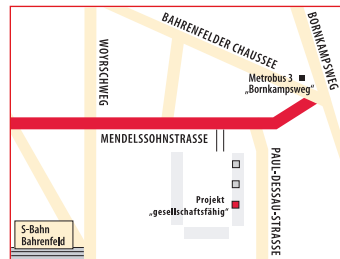 BAHRENFELDER CHAUSSEE
BORNKAMPSWEG
WOYRSCHWEG
Metrobus 3
„Bornkampsweg"
MENDELSSOHNSTRASSE
PAUL-DESSAU-STRASSE
Projekt
„gesellschaftsfähig"
S-Bahn
Bahrenfeld